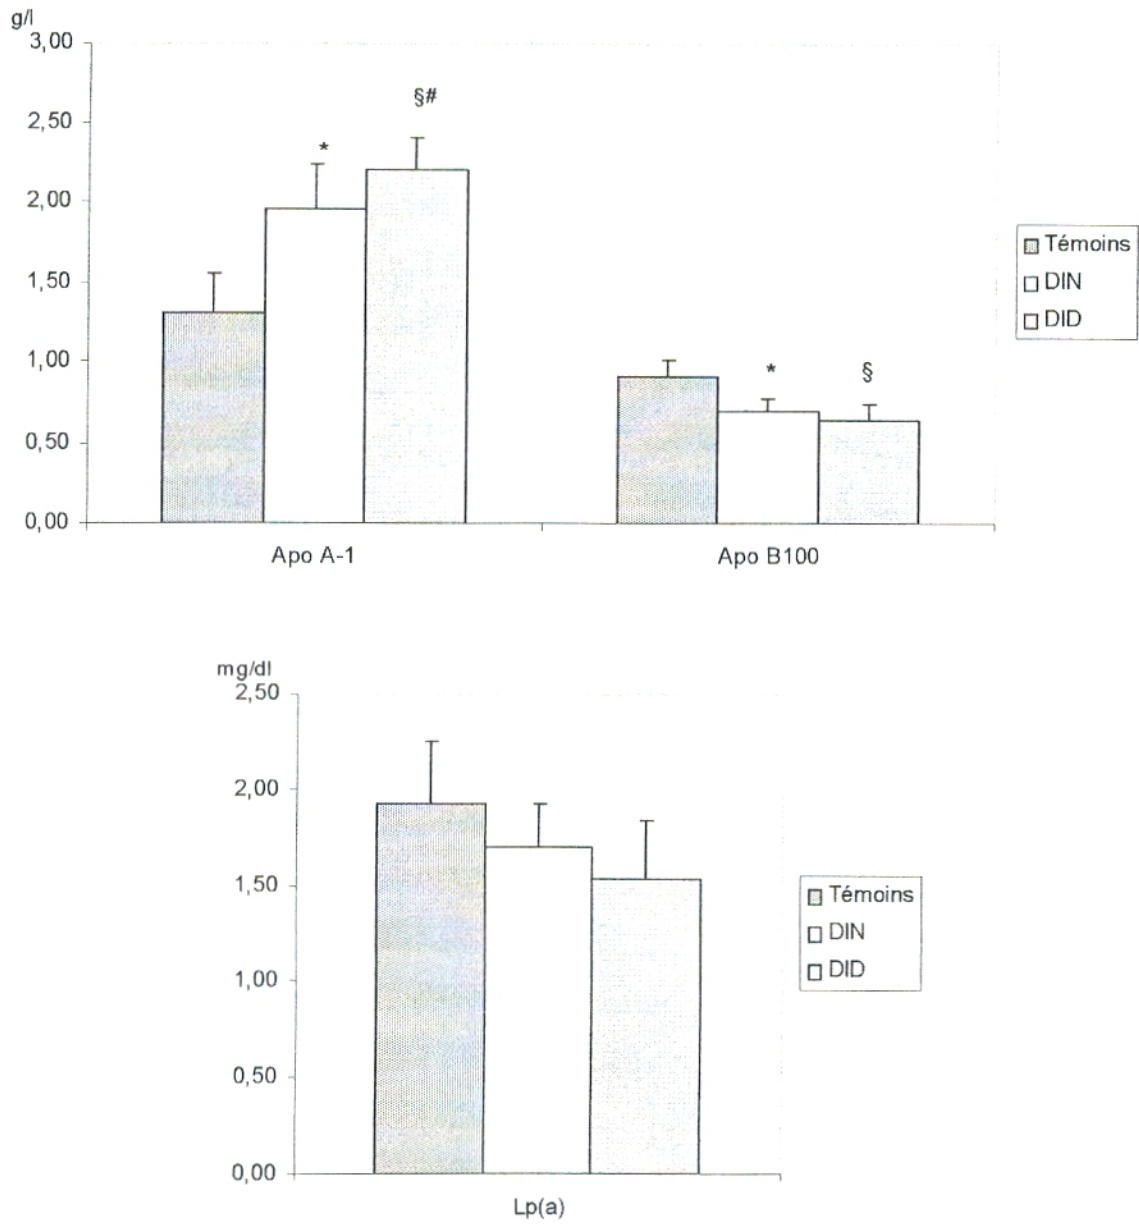 g/l
3,00
2,50
2,00
1,50
1,00
0,50
0,00
§#
*
*
§
Apo A-1
Apo B100
Témoins
DIN
DID
mg/dl
2,50
2,00
1,50
1,00
0,50
0,00
Lp(a)
Témoins
DIN
DID